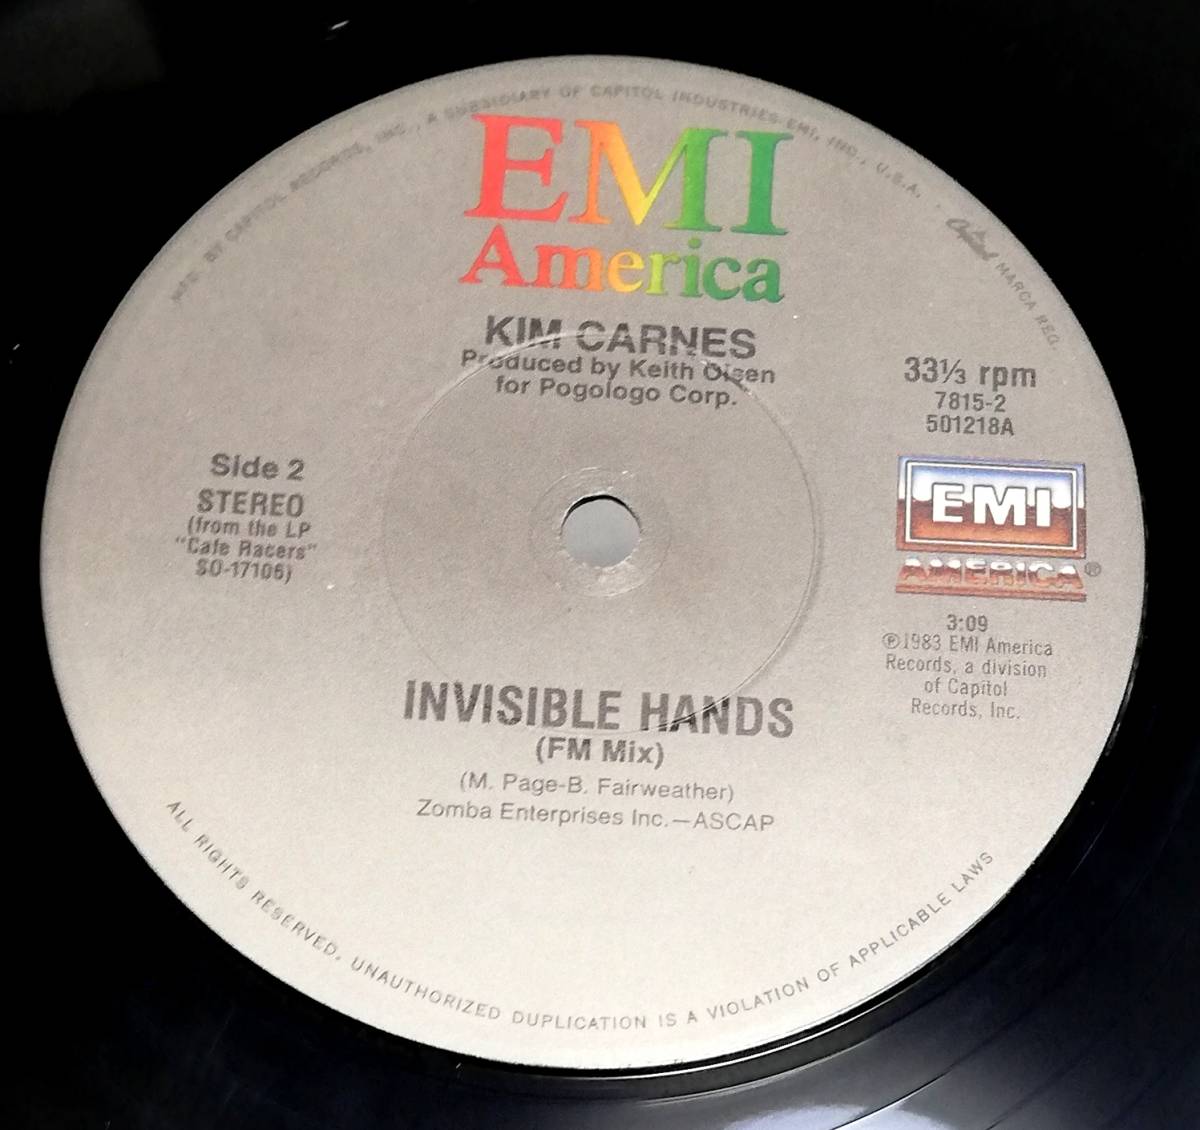 MFG. BY CAPITOL RECORDS, INC., A SUBSIDIARY OF CAPITOL INDUSTRIES-EMI, INC., U.S.A. · Capitol MARCA REG.
EMI
America
KIM CARNES
Produced by Keith Olsen
for Pogologo Corp.
33⅓ rpm
7815-2
501218A
Side 2
STEREO
(from the LP
"Cafe Racers"
SO-17106)
EMI
AMERICA®
3:09
℗1983 EMI America
Records, a division
of Capitol
Records, Inc.
INVISIBLE HANDS
(FM Mix)
(M. Page-B. Fairweather)
Zomba Enterprises Inc.—ASCAP
ALL RIGHTS RESERVED. UNAUTHORIZED DUPLICATION IS A VIOLATION OF APPLICABLE LAWS